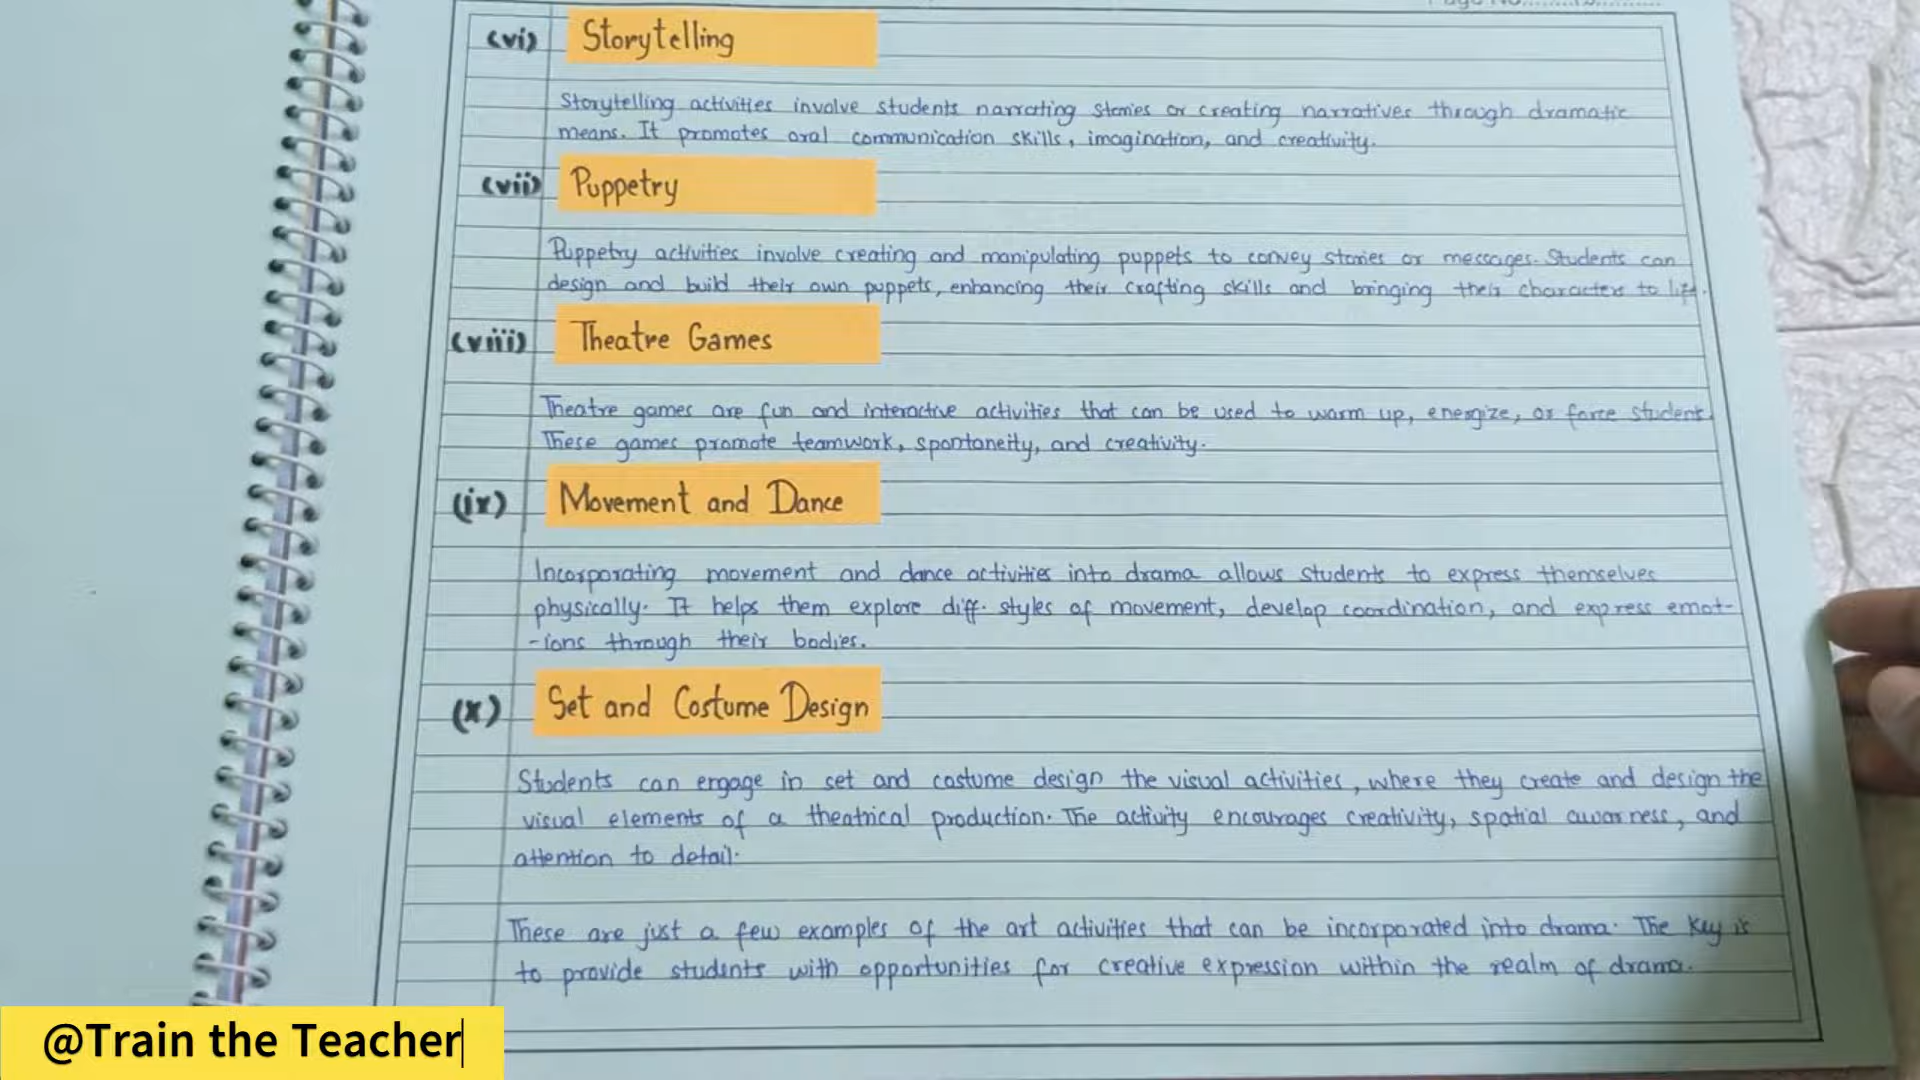 Page No.
(vi) Storytelling
Storytelling activities involve students narrating stories or creating narratives through dramatic
means. It promotes oral communication skills, imagination, and creativity.
(vii) Puppetry
Puppetry activities involve creating and manipulating puppets to convey stories or messages. Students can
design and build their own puppets, enhancing their crafting skills and bringing their characters to life.
(viii) Theatre Games
Theatre games are fun and interactive activities that can be used to warm up, energize, or force student.
These games promote teamwork, spontaneity, and creativity.
(ix) Movement and Dance
Incorporating movement and dance activities into drama allows students to express themselves
physically. It helps them explore diff. styles of movement, develop coordination, and express emot-
-ions through their bodies.
(x) Set and Costume Design
Students can engage in set and costume design the visual activities, where they create and design the
visual elements of a theatrical production. The activity encourages creativity, spatial awarness, and
attention to detail.
These are just a few examples of the art activities that can be incorporated into drama. The key is
to provide students with opportunities for creative expression within the realm of drama.
@Train the Teacher